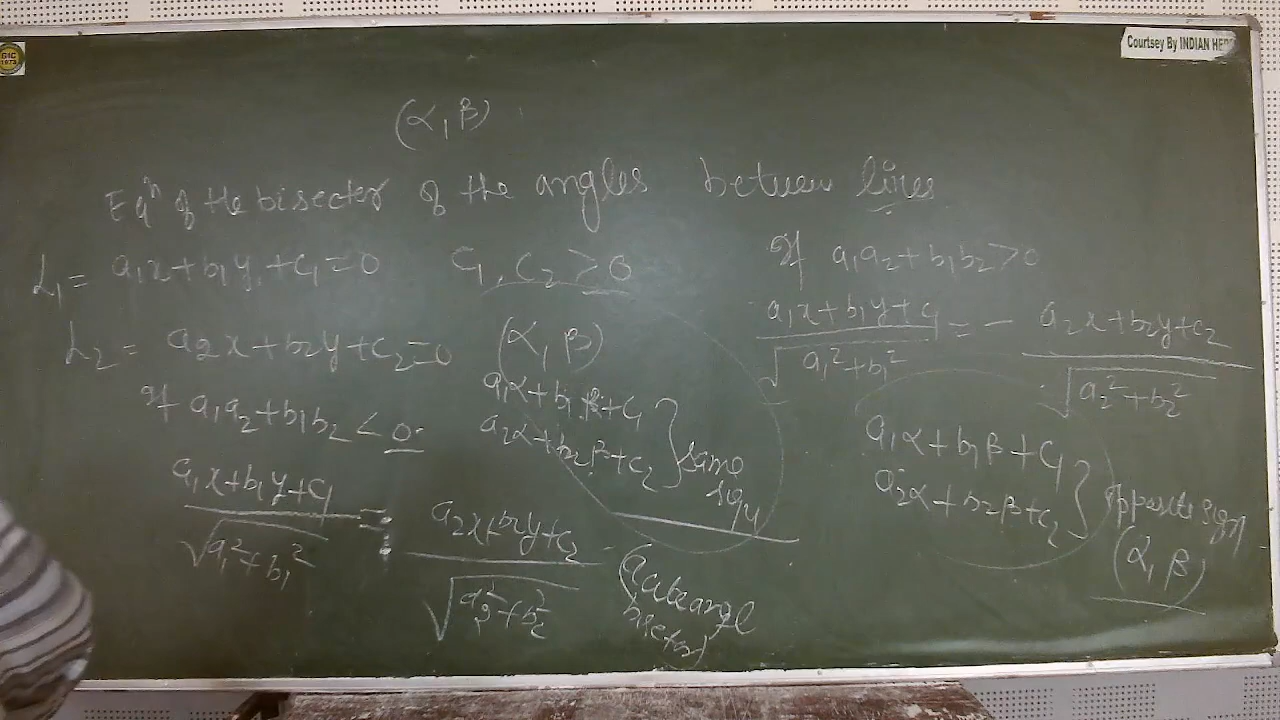 Courtsey By INDIAN HE
(α, β)
Eqⁿ of the bisector of the angles between lines
L₁ = a₁x+b₁y+c₁=0 c₁, c₂ ≥ 0
L₂ = a₂x+b₂y+c₂=0 (α, β)
If a₁a₂+b₁b₂ < 0
a₁α+b₁β+c₁
a₂α+b₂β+c₂ } same sign
(a₁x+b₁y+c₁)/√(a₁²+b₁²) = (a₂x+b₂y+c₂)/√(a₂²+b₂²) (acute angle bisector)
If a₁a₂+b₁b₂>0
(a₁x+b₁y+c₁)/√(a₁²+b₁²) = - (a₂x+b₂y+c₂)/√(a₂²+b₂²)
a₁α+b₁β+c₁
a₂α+b₂β+c₂ } opposite sign
(α, β)